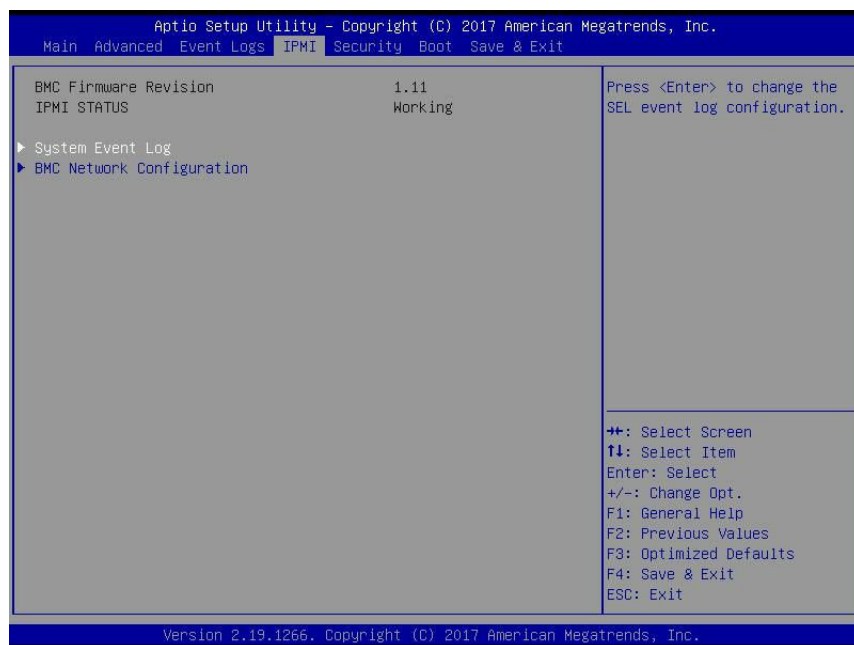 Aptio Setup Utility – Copyright (C) 2017 American Megatrends, Inc.
Main Advanced Event Logs IPMI Security Boot Save & Exit
BMC Firmware Revision 1.11
IPMI STATUS Working
System Event Log
BMC Network Configuration
Press <Enter> to change the
SEL event log configuration.
→←: Select Screen
↑↓: Select Item
Enter: Select
+/-: Change Opt.
F1: General Help
F2: Previous Values
F3: Optimized Defaults
F4: Save & Exit
ESC: Exit
Version 2.19.1266. Copyright (C) 2017 American Megatrends, Inc.